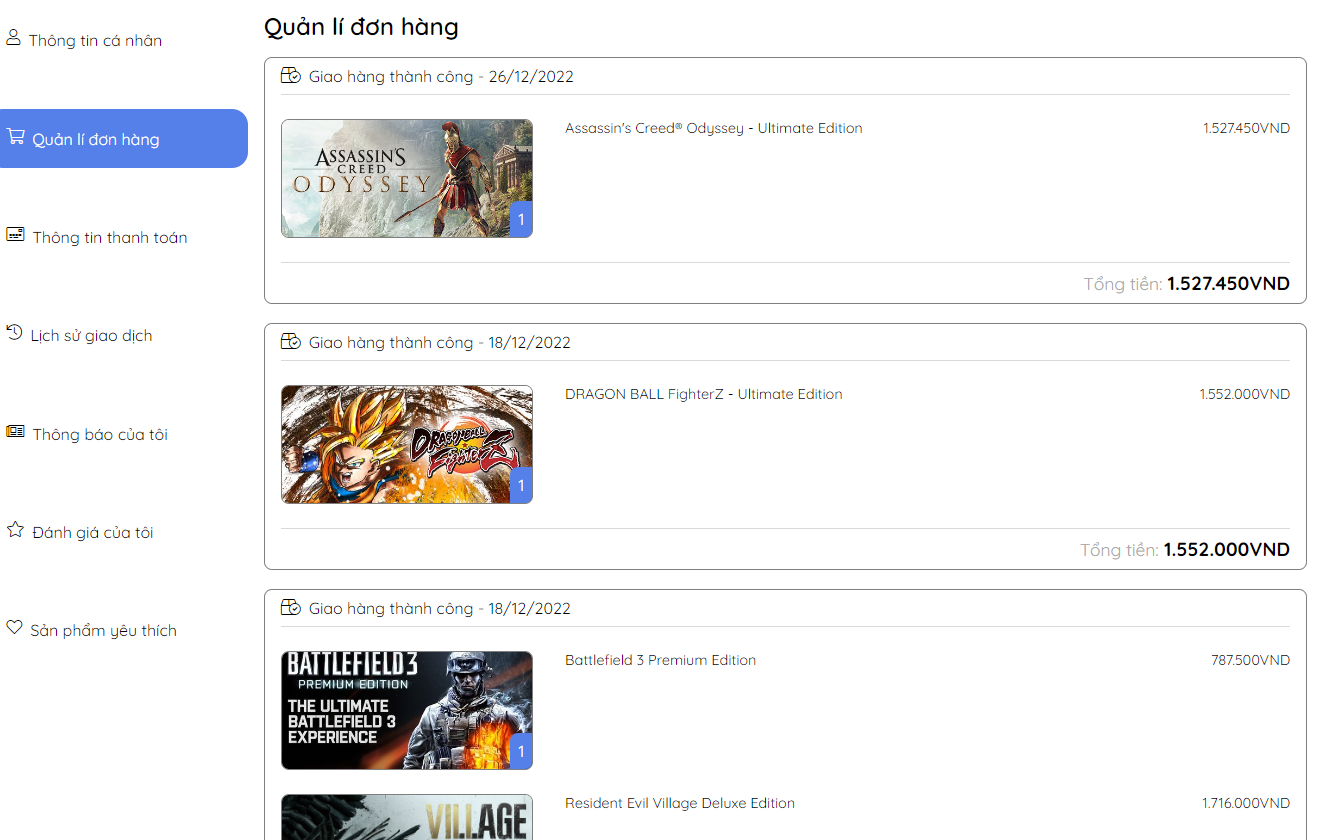 Thông tin cá nhân
Quản lí đơn hàng
Thông tin thanh toán
Lịch sử giao dịch
Thông báo của tôi
Đánh giá của tôi
Sản phẩm yêu thích
Quản lí đơn hàng
Giao hàng thành công - 26/12/2022
ASSASSIN'S
CREED
ODYSSEY
1
Assassin's Creed® Odyssey - Ultimate Edition
1.527.450VND
Tổng tiền: 1.527.450VND
Giao hàng thành công - 18/12/2022
DRAGONBALL
FighterZ
1
DRAGON BALL FighterZ - Ultimate Edition
1.552.000VND
Tổng tiền: 1.552.000VND
Giao hàng thành công - 18/12/2022
BATTLEFIELD 3
PREMIUM EDITION
THE ULTIMATE
BATTLEFIELD 3
EXPERIENCE
1
Battlefield 3 Premium Edition
787.500VND
VILLAGE
Resident Evil Village Deluxe Edition
1.716.000VND